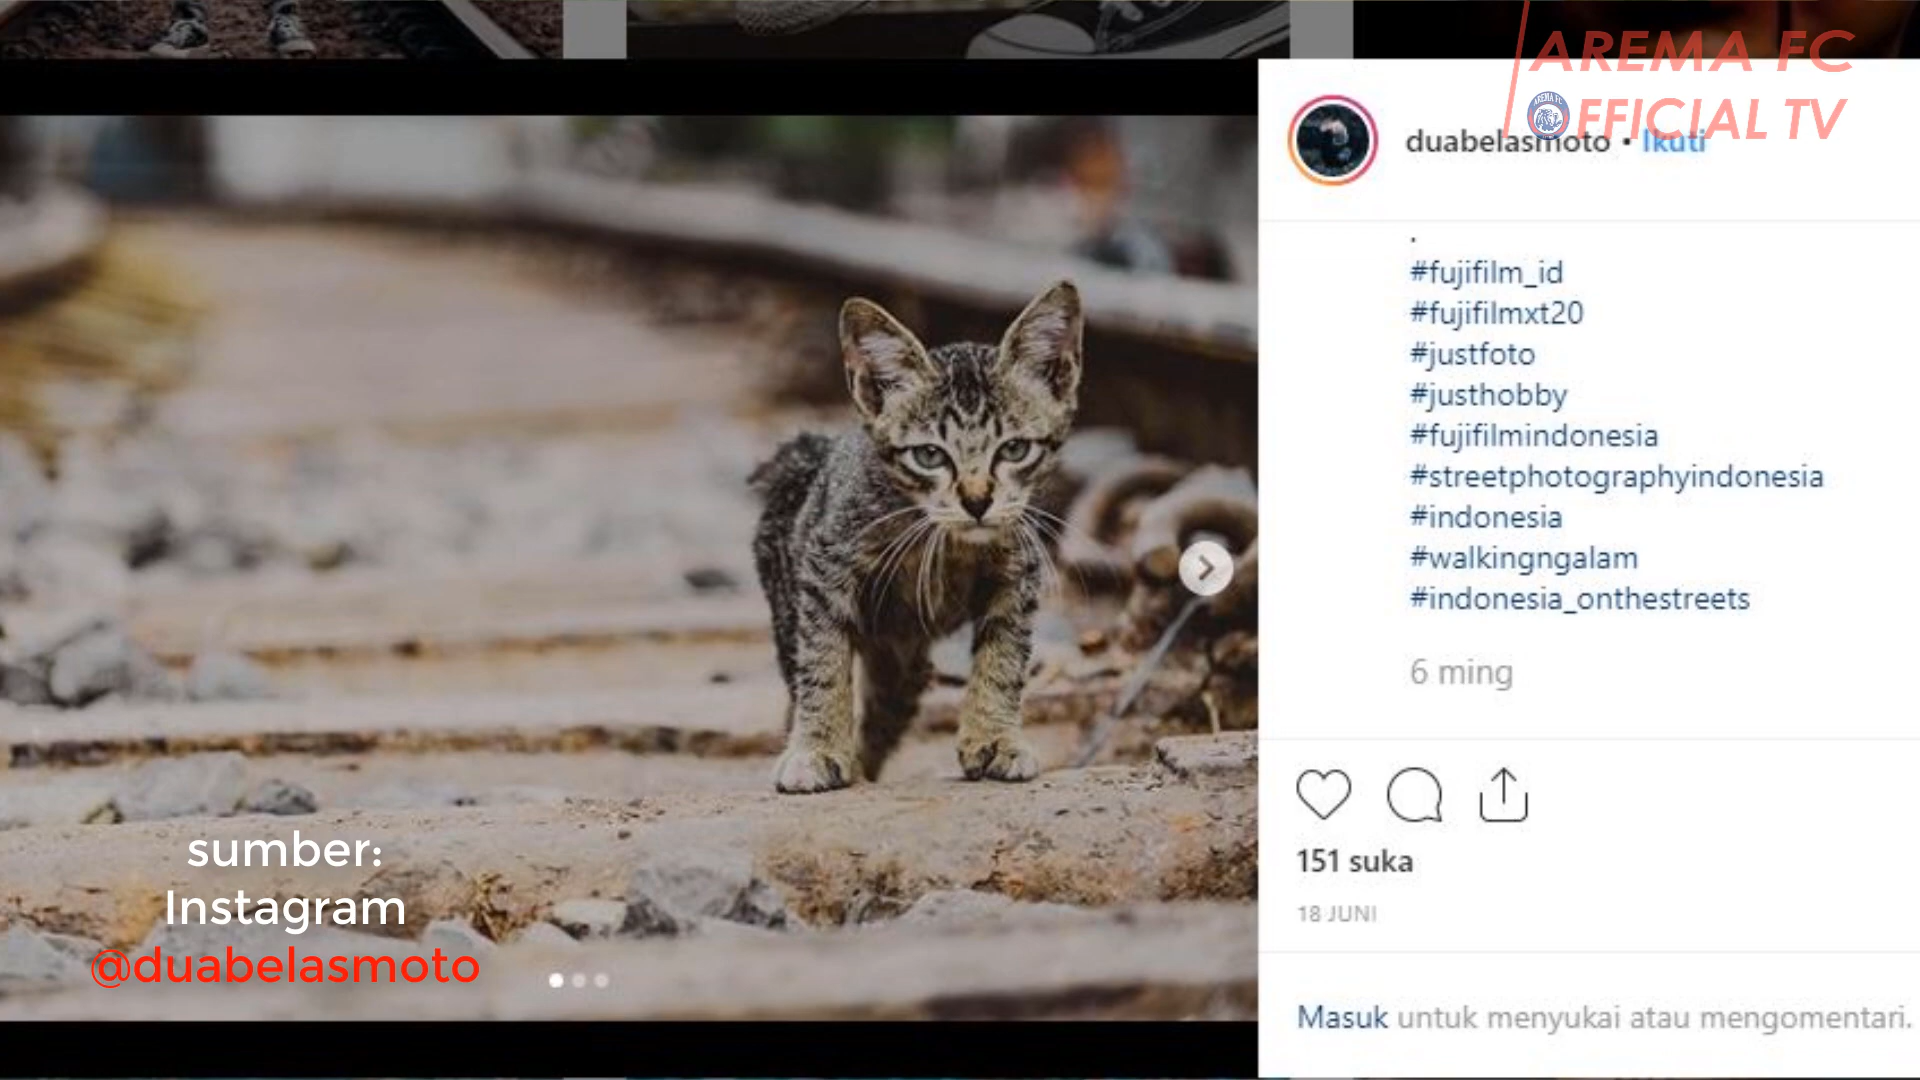 AREMA FC
OFFICIAL TV
duabelasmoto • Ikuti
.
#fujifilm_id
#fujifilmxt20
#justfoto
#justhobby
#fujifilmindonesia
#streetphotographyindonesia
#indonesia
#walkingngalam
#indonesia_onthestreets
6 ming
151 suka
18 JUNI
Masuk untuk menyukai atau mengomentari.
sumber:
Instagram
@duabelasmoto